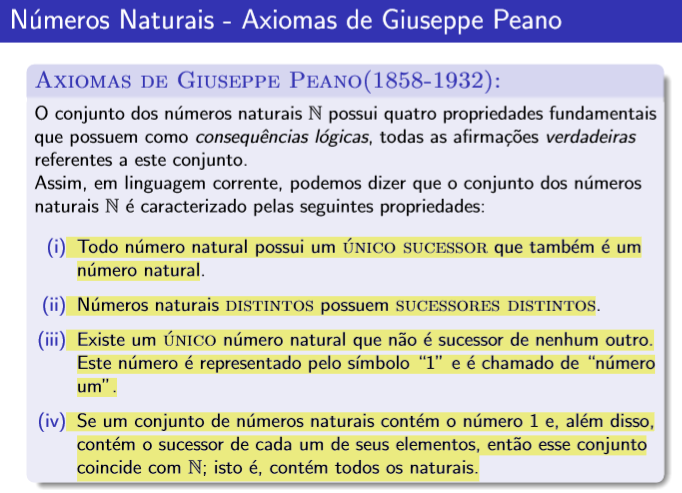 Números Naturais - Axiomas de Giuseppe Peano
Axiomas de Giuseppe Peano(1858-1932):
O conjunto dos números naturais ℕ possui quatro propriedades fundamentais
que possuem como consequências lógicas, todas as afirmações verdadeiras
referentes a este conjunto.
Assim, em linguagem corrente, podemos dizer que o conjunto dos números
naturais ℕ é caracterizado pelas seguintes propriedades:
(i) Todo número natural possui um único sucessor que também é um
número natural.
(ii) Números naturais distintos possuem sucessores distintos.
(iii) Existe um único número natural que não é sucessor de nenhum outro.
Este número é representado pelo símbolo “1” e é chamado de “número
um”.
(iv) Se um conjunto de números naturais contém o número 1 e, além disso,
contém o sucessor de cada um de seus elementos, então esse conjunto
coincide com ℕ; isto é, contém todos os naturais.